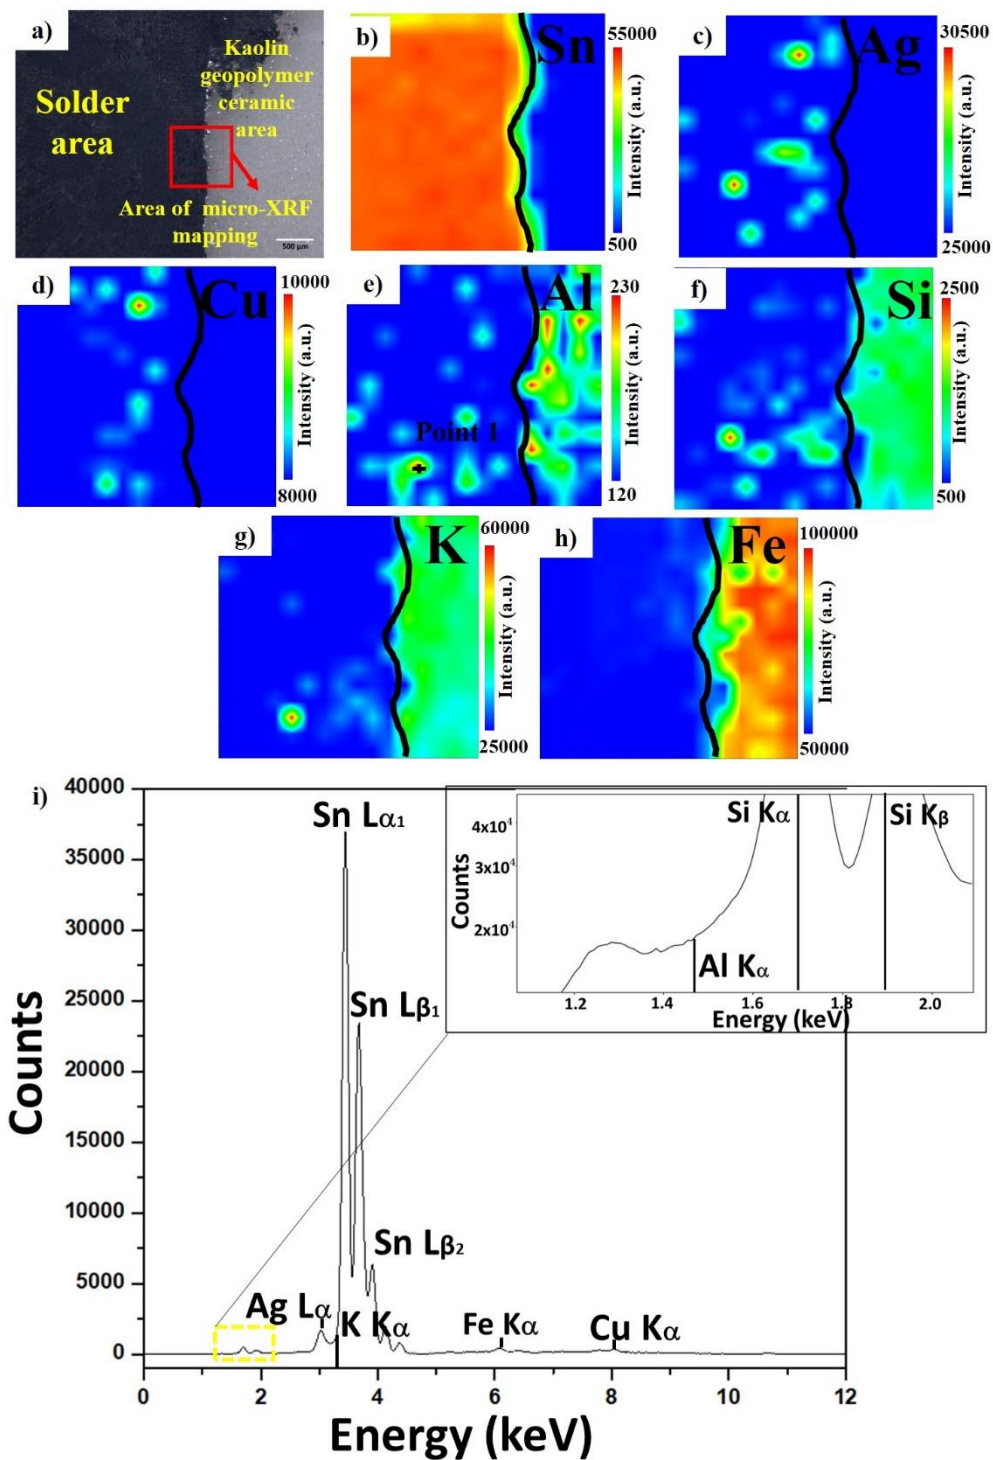 a)
Solder
area
Kaolin
geopolymer
ceramic
area
Area of micro-XRF
mapping
500 µm
b)
Sn
55000
Intensity (a.u.)
500
c)
Ag
30500
Intensity (a.u.)
25000
d)
Cu
10000
Intensity (a.u.)
8000
e)
Al
Point 1
230
Intensity (a.u.)
120
f)
Si
2500
Intensity (a.u.)
500
g)
K
60000
Intensity (a.u.)
25000
h)
Fe
100000
Intensity (a.u.)
50000
i)
40000
35000
30000
25000
20000
15000
10000
5000
0
Counts
Sn Lα1
Sn Lβ1
Sn Lβ2
Ag Lα
K Kα
Fe Kα
Cu Kα
0 2 4 6 8 10 12
Energy (keV)
Si Kα
Si Kβ
Al Kα
4x10⁴
3x10⁴
2x10⁴
Counts
1.2 1.4 1.6 1.8 2.0
Energy (keV)